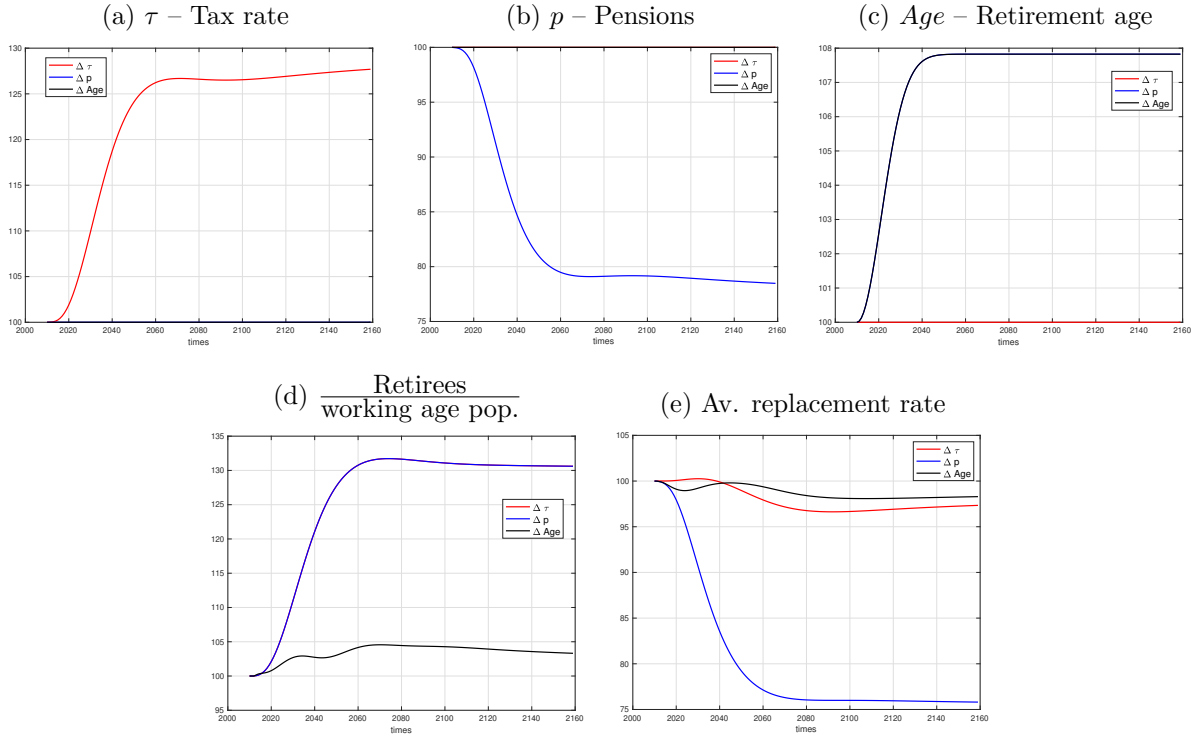 (a) τ – Tax rate
130
125
120
115
110
105
100
2000 2020 2040 2060 2080 2100 2120 2140 2160
times
Δ τ
Δ p
Δ Age
(b) p – Pensions
100
95
90
85
80
75
2000 2020 2040 2060 2080 2100 2120 2140 2160
times
Δ τ
Δ p
Δ Age
(c) Age – Retirement age
108
107
106
105
104
103
102
101
100
2000 2020 2040 2060 2080 2100 2120 2140 2160
times
Δ τ
Δ p
Δ Age
(d) Retirees
working age pop.
135
130
125
120
115
110
105
100
95
2000 2020 2040 2060 2080 2100 2120 2140 2160
times
Δ τ
Δ p
Δ Age
(e) Av. replacement rate
105
100
95
90
85
80
75
2000 2020 2040 2060 2080 2100 2120 2140 2160
times
Δ τ
Δ p
Δ Age